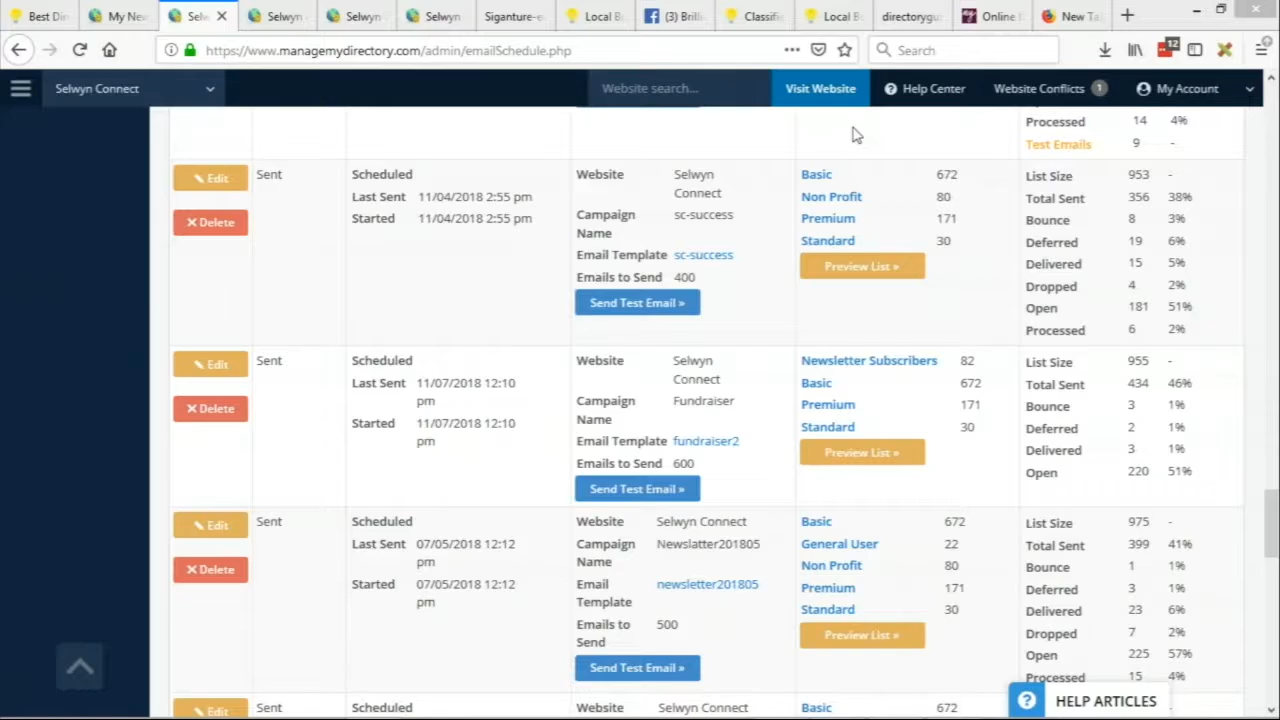 Best Dir
My New
Selw
Selwyn
Selwyn
Selwyn
Siganture-e
Local Bu
(3) Brilli
Classifie
Local Bu
directorygu
Online
New Tab
https://www.managemydirectory.com/admin/emailSchedule.php
Search
12
Selwyn Connect
Website search...
Visit Website
Help Center
Website Conflicts 1
My Account
Processed 14 4%
Test Emails 9 -
Edit
Delete
Sent
Scheduled
Last Sent 11/04/2018 2:55 pm
Started 11/04/2018 2:55 pm
Website Selwyn
Connect
Campaign sc-success
Name
Email Template sc-success
Emails to Send 400
Send Test Email »
Basic 672
Non Profit 80
Premium 171
Standard 30
Preview List »
List Size 953 -
Total Sent 356 38%
Bounce 8 3%
Deferred 19 6%
Delivered 15 5%
Dropped 4 2%
Open 181 51%
Processed 6 2%
Edit
Delete
Sent
Scheduled
Last Sent 11/07/2018 12:10
pm
Started 11/07/2018 12:10
pm
Website Selwyn
Connect
Campaign Fundraiser
Name
Email Template fundraiser2
Emails to Send 600
Send Test Email »
Newsletter Subscribers 82
Basic 672
Premium 171
Standard 30
Preview List »
List Size 955 -
Total Sent 434 46%
Bounce 3 1%
Deferred 2 1%
Delivered 3 1%
Open 220 51%
Edit
Delete
Sent
Scheduled
Last Sent 07/05/2018 12:12
pm
Started 07/05/2018 12:12
pm
Website Selwyn Connect
Campaign Newslatter201805
Name
Email newsletter201805
Template
Emails to 500
Send
Send Test Email »
Basic 672
General User 22
Non Profit 80
Premium 171
Standard 30
Preview List »
List Size 975 -
Total Sent 399 41%
Bounce 1 1%
Deferred 3 1%
Delivered 23 6%
Dropped 7 2%
Open 225 57%
Processed 15 4%
Edit
Sent
Scheduled
Website Selwyn Connect
Basic 672
HELP ARTICLES